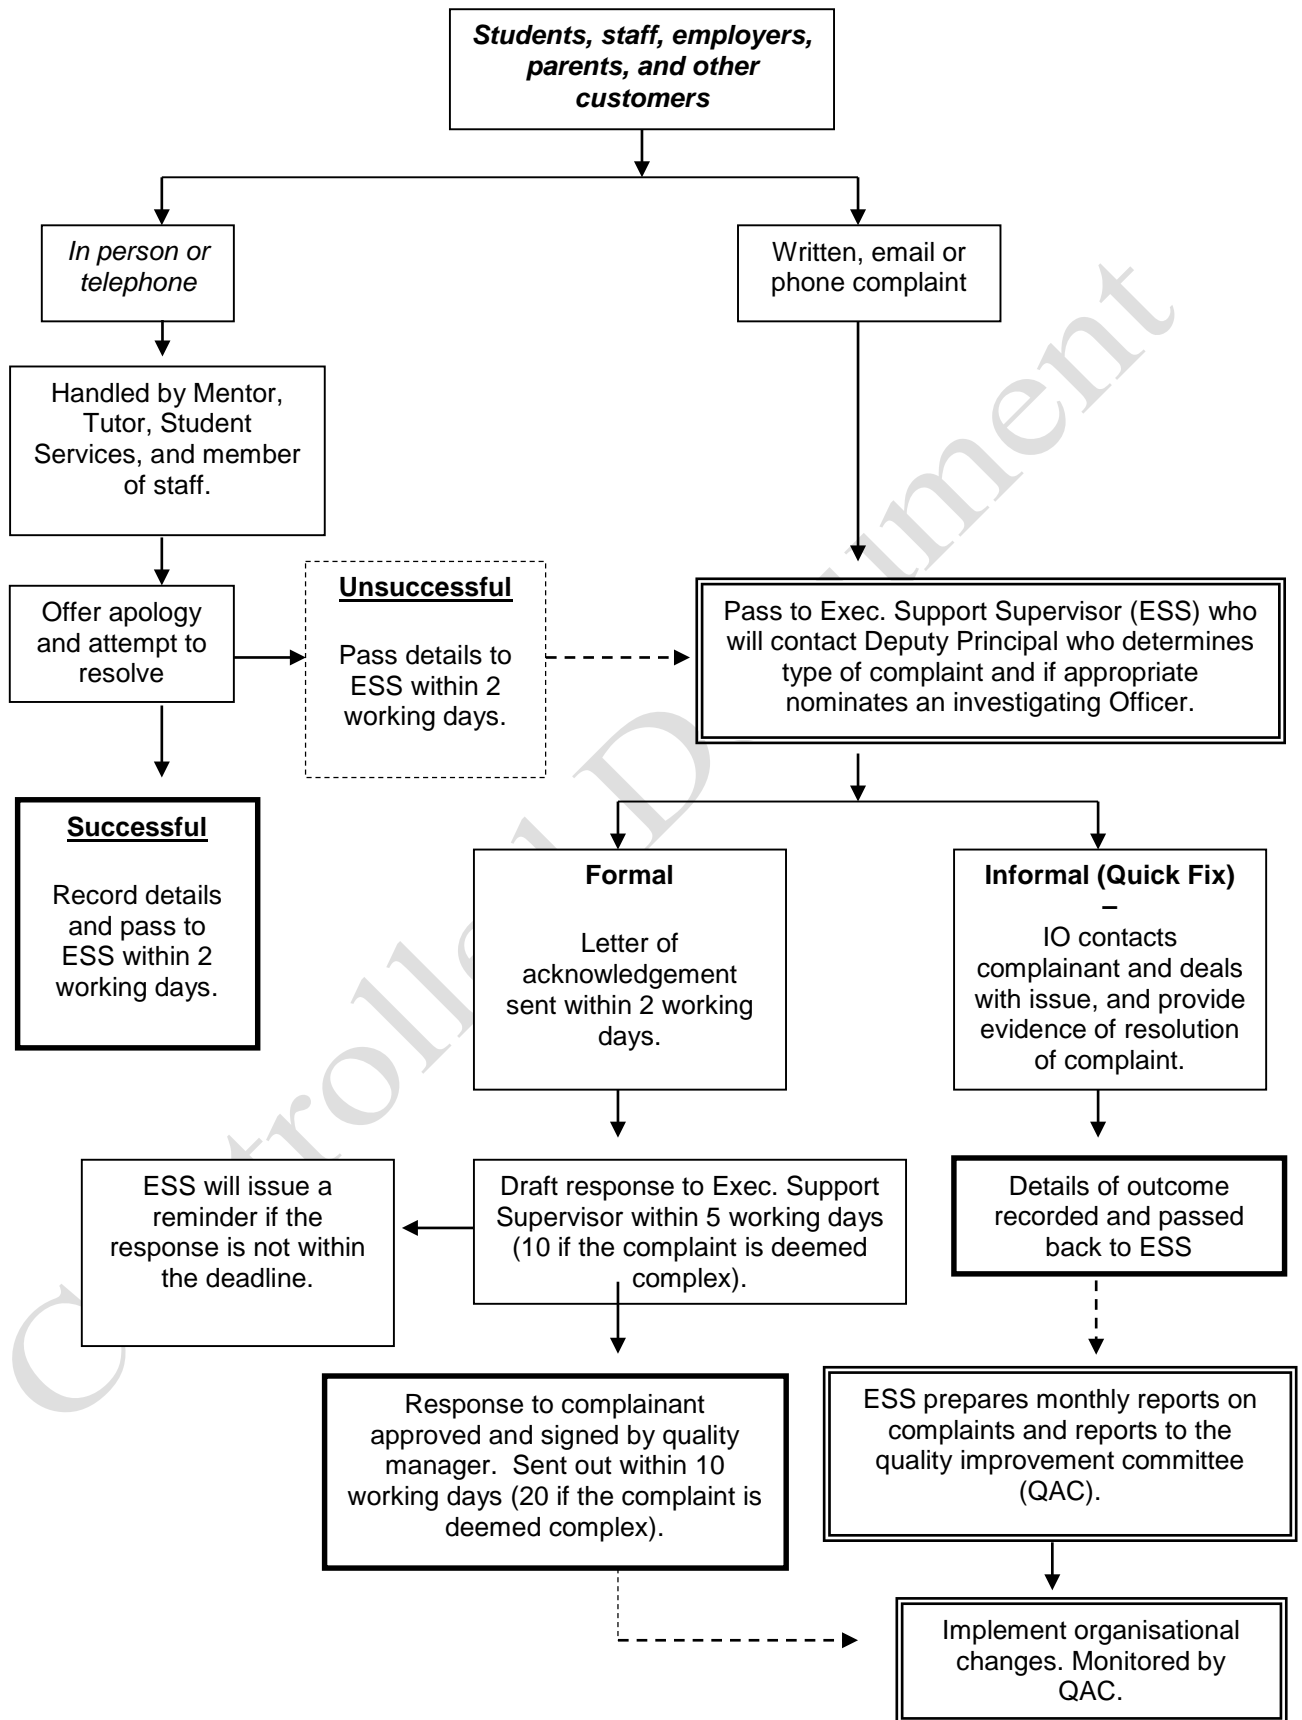 Students, staff, employers,
parents, and other
customers
In person or
telephone
Written, email or
phone complaint
Handled by Mentor,
Tutor, Student
Services, and member
of staff.
Offer apology
and attempt to
resolve
Unsuccessful
Pass details to
ESS within 2
working days.
Pass to Exec. Support Supervisor (ESS) who
will contact Deputy Principal who determines
type of complaint and if appropriate
nominates an investigating Officer.
Successful
Record details
and pass to
ESS within 2
working days.
Formal
Letter of
acknowledgement
sent within 2 working
days.
Informal (Quick Fix)
–
IO contacts
complainant and deals
with issue, and provide
evidence of resolution
of complaint.
ESS will issue a
reminder if the
response is not within
the deadline.
Draft response to Exec. Support
Supervisor within 5 working days
(10 if the complaint is deemed
complex).
Details of outcome
recorded and passed
back to ESS
Response to complainant
approved and signed by quality
manager.  Sent out within 10
working days (20 if the complaint is
deemed complex).
ESS prepares monthly reports on
complaints and reports to the
quality improvement committee
(QAC).
Implement organisational
changes. Monitored by
QAC.
Controlled Document